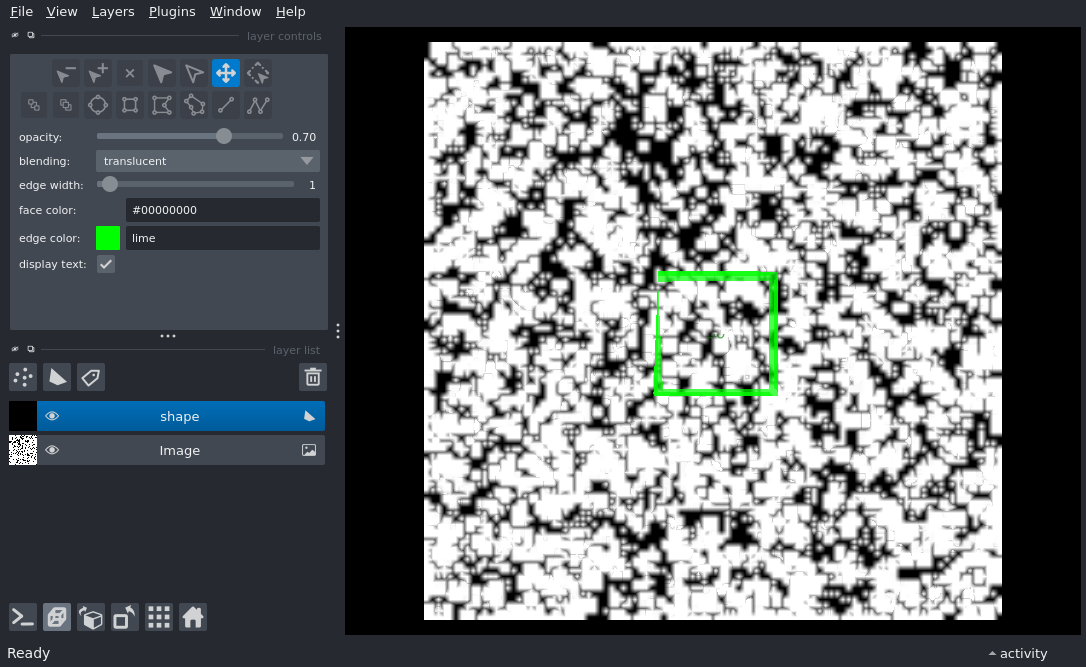 File View Layers Plugins Window Help
layer controls
opacity: 0.70
blending: translucent
edge width: 1
face color: #00000000
edge color: lime
display text:
layer list
shape
Image
Ready
activity